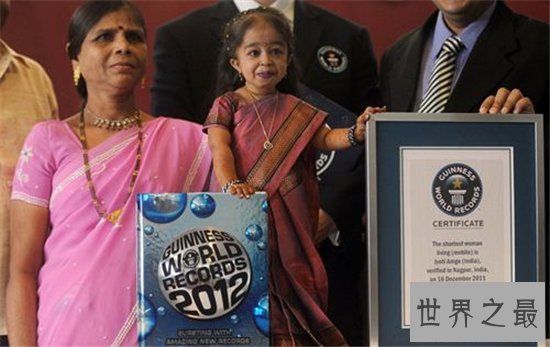 GUINNESS
WORLD
RECORDS
2012
BURSTING WITH
AMAZING NEW RECORDS
GUINNESS
WORLD
RECORDS
CERTIFICATE
The shortest woman
living (mobile) is
Jyoti Amge (India),
verified in Nagpur, India,
on 16 December 2011
世界之最